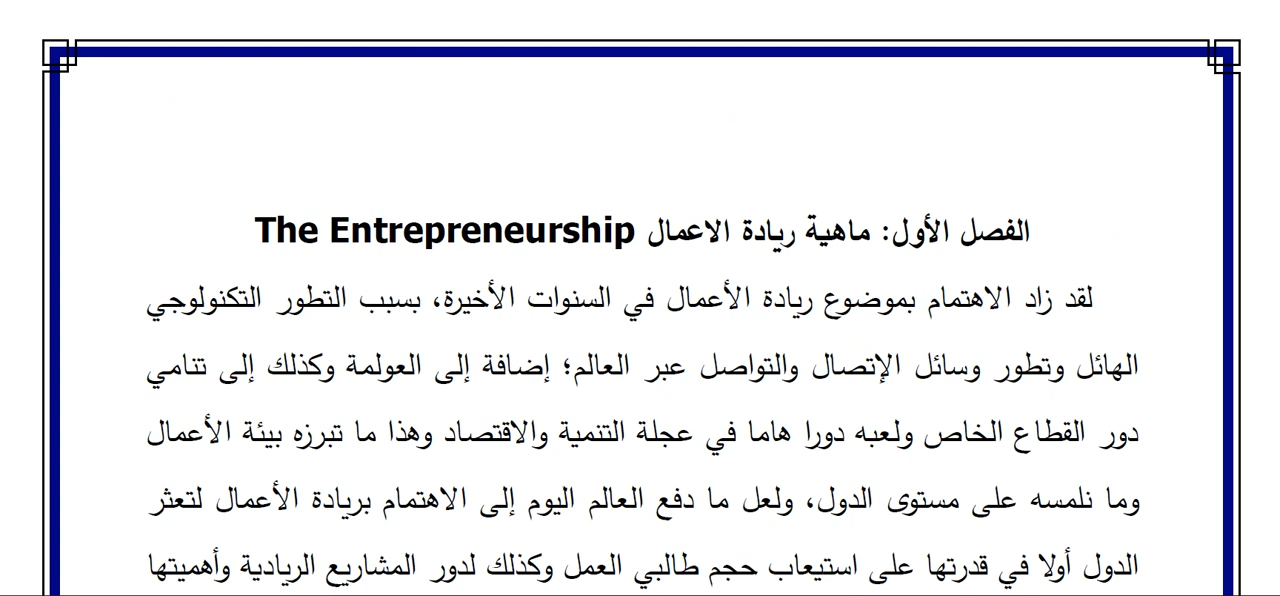 الفصل الأول: ماهية ريادة الاعمال The Entrepreneurship
لقد زاد الاهتمام بموضوع ريادة الأعمال في السنوات الأخيرة، بسبب التطور التكنولوجي
الهائل وتطور وسائل الإتصال والتواصل عبر العالم؛ إضافة إلى العولمة وكذلك إلى تنامي
دور القطاع الخاص ولعبه دورا هاما في عجلة التنمية والاقتصاد وهذا ما تبرزه بيئة الأعمال
وما نلمسه على مستوى الدول، ولعل ما دفع العالم اليوم إلى الاهتمام بريادة الأعمال لتعثر
الدول أولا في قدرتها على استيعاب حجم طالبي العمل وكذلك لدور المشاريع الريادية وأهميتها